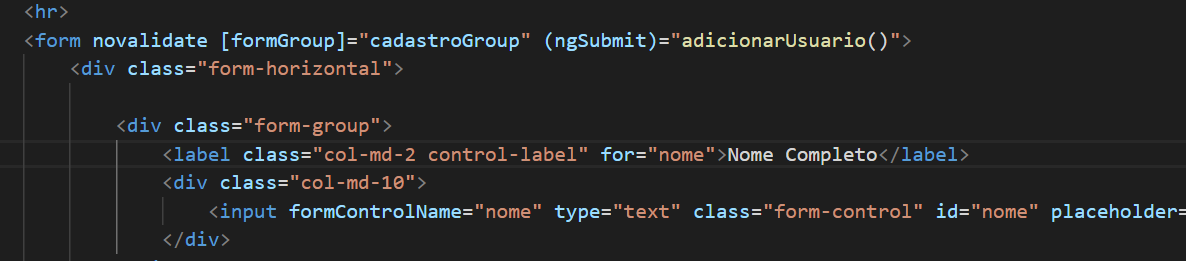 <hr>
<form novalidate [formGroup]="cadastroGroup" (ngSubmit)="adicionarUsuario()">
<div class="form-horizontal">
<div class="form-group">
<label class="col-md-2 control-label" for="nome">Nome Completo</label>
<div class="col-md-10">
<input formControlName="nome" type="text" class="form-control" id="nome" placeholder=
</div>